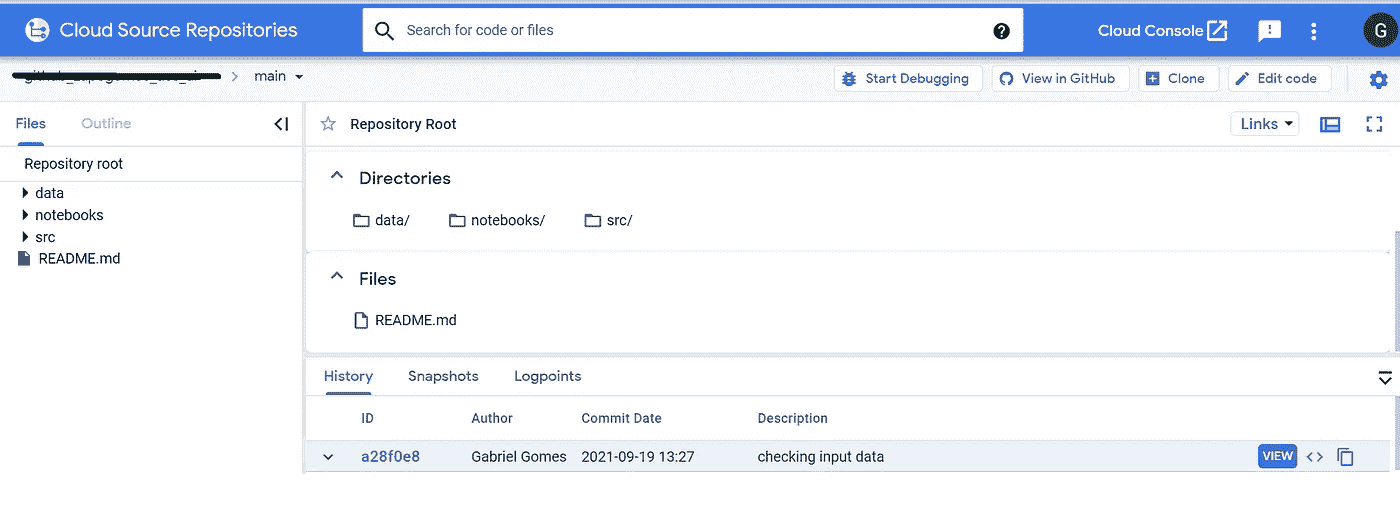 Cloud Source Repositories Search for code or files Cloud Console G
main Start Debugging View in GitHub Clone Edit code
Files Outline Repository Root Links
Repository root
data
notebooks
src
README.md
Directories
data/ notebooks/ src/
Files
README.md
History Snapshots Logpoints
ID Author Commit Date Description
a28f0e8 Gabriel Gomes 2021-09-19 13:27 checking input data VIEW